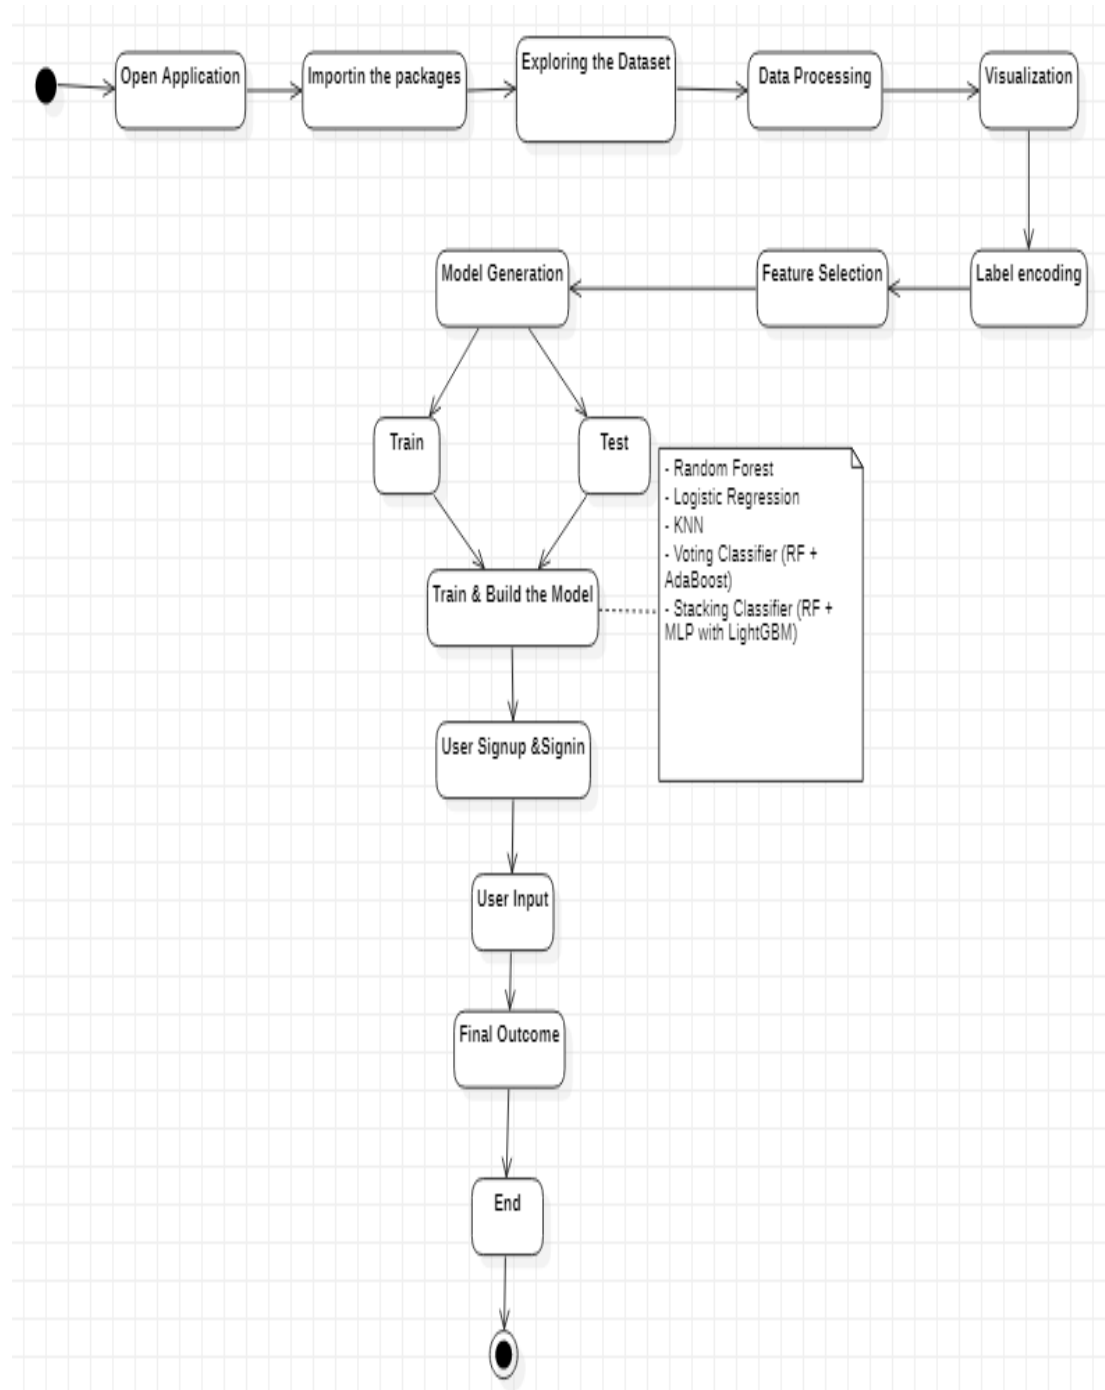 Open Application
Importin the packages
Exploring the Dataset
Data Processing
Visualization
Label encoding
Feature Selection
Model Generation
Train
Test
- Random Forest
- Logistic Regression
- KNN
- Voting Classifier (RF +
AdaBoost)
- Stacking Classifier (RF +
MLP with LightGBM)
Train & Build the Model
User Signup &Signin
User Input
Final Outcome
End